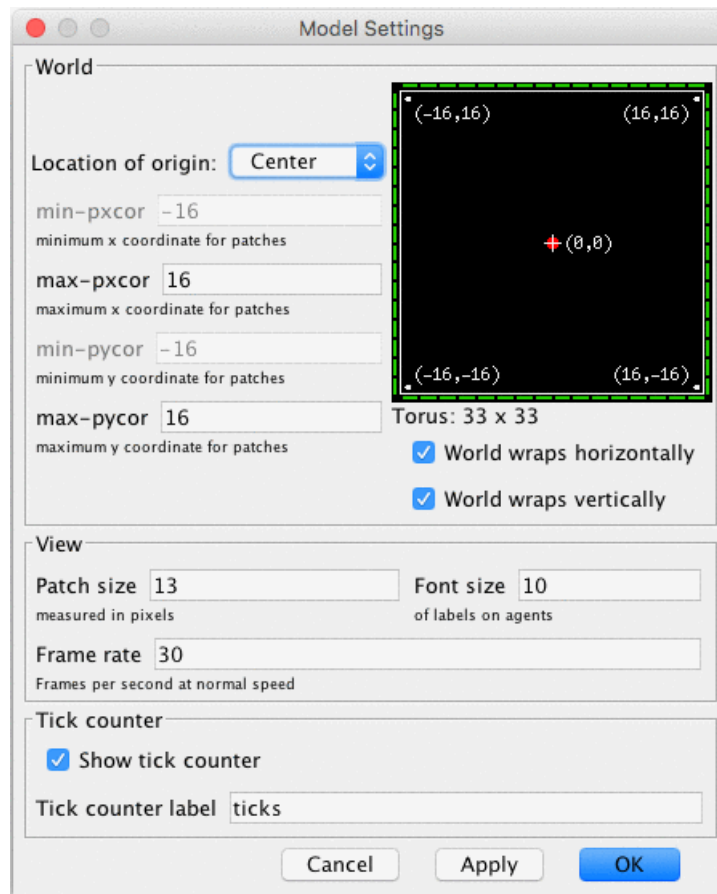 Model Settings
World
(-16,16) (16,16)
Location of origin: Center
min-pxcor -16
minimum x coordinate for patches
(0,0)
max-pxcor 16
maximum x coordinate for patches
min-pycor -16
minimum y coordinate for patches
(-16,-16) (16,-16)
max-pycor 16
maximum y coordinate for patches
Torus: 33 x 33
World wraps horizontally
World wraps vertically
View
Patch size 13 Font size 10
measured in pixels of labels on agents
Frame rate 30
Frames per second at normal speed
Tick counter
Show tick counter
Tick counter label ticks
Cancel Apply OK